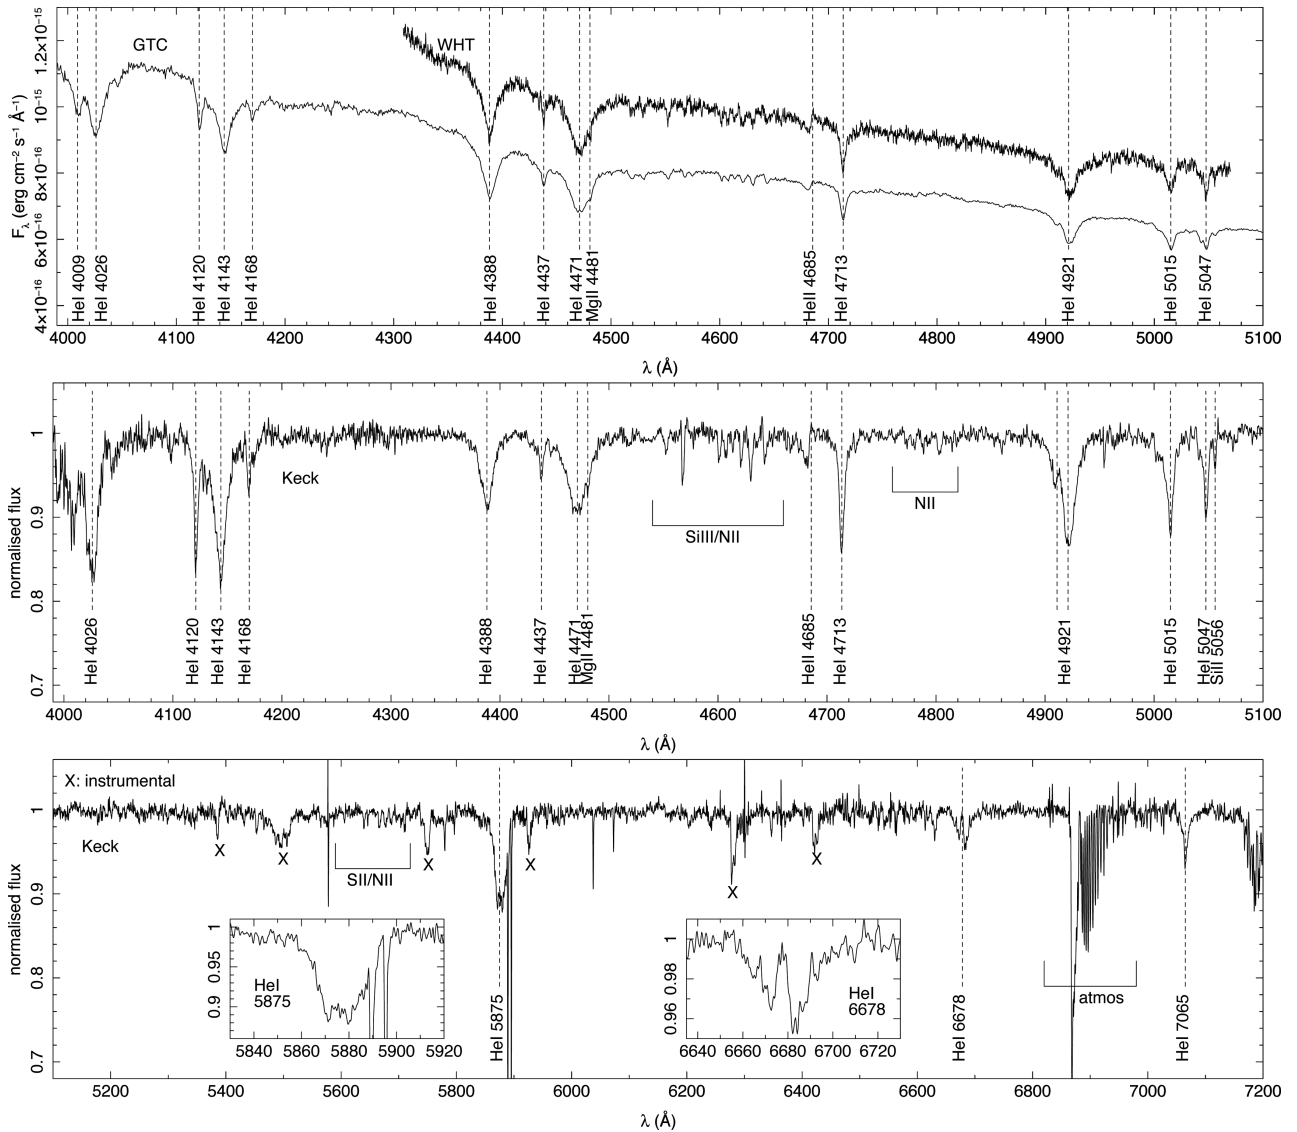 GTC
WHT
F_λ (erg cm⁻² s⁻¹ Å⁻¹)
4×10⁻¹⁶ 6×10⁻¹⁶ 8×10⁻¹⁶ 10⁻¹⁵ 1.2×10⁻¹⁵
HeI 4009
HeI 4026
HeI 4120
HeI 4143
HeI 4168
HeI 4388
HeI 4437
HeI 4471
MgII 4481
HeII 4685
HeI 4713
HeI 4921
HeI 5015
HeI 5047
4000 4100 4200 4300 4400 4500 4600 4700 4800 4900 5000 5100
λ (Å)
normalised flux
0.7 0.8 0.9 1
Keck
SiIII/NII
NII
HeI 4026
HeI 4120
HeI 4143
HeI 4168
HeI 4388
HeI 4437
HeI 4471
MgII 4481
HeII 4685
HeI 4713
HeI 4921
HeI 5015
HeI 5047
SiII 5056
4000 4100 4200 4300 4400 4500 4600 4700 4800 4900 5000 5100
λ (Å)
X: instrumental
normalised flux
0.7 0.8 0.9 1
Keck
X
X
SII/NII
X
X
X
X
0.9 0.95 1
HeI
5875
5840 5860 5880 5900 5920
HeI 5875
0.96 0.98 1
HeI
6678
6640 6660 6680 6700 6720
HeI 6678
atmos
HeI 7065
5200 5400 5600 5800 6000 6200 6400 6600 6800 7000 7200
λ (Å)